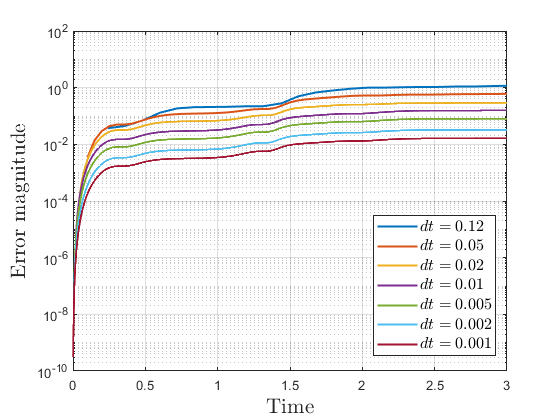 10^2
10^0
10^-2
10^-4
10^-6
10^-8
10^-10
Error magnitude
dt = 0.12
dt = 0.05
dt = 0.02
dt = 0.01
dt = 0.005
dt = 0.002
dt = 0.001
0 0.5 1 1.5 2 2.5 3
Time